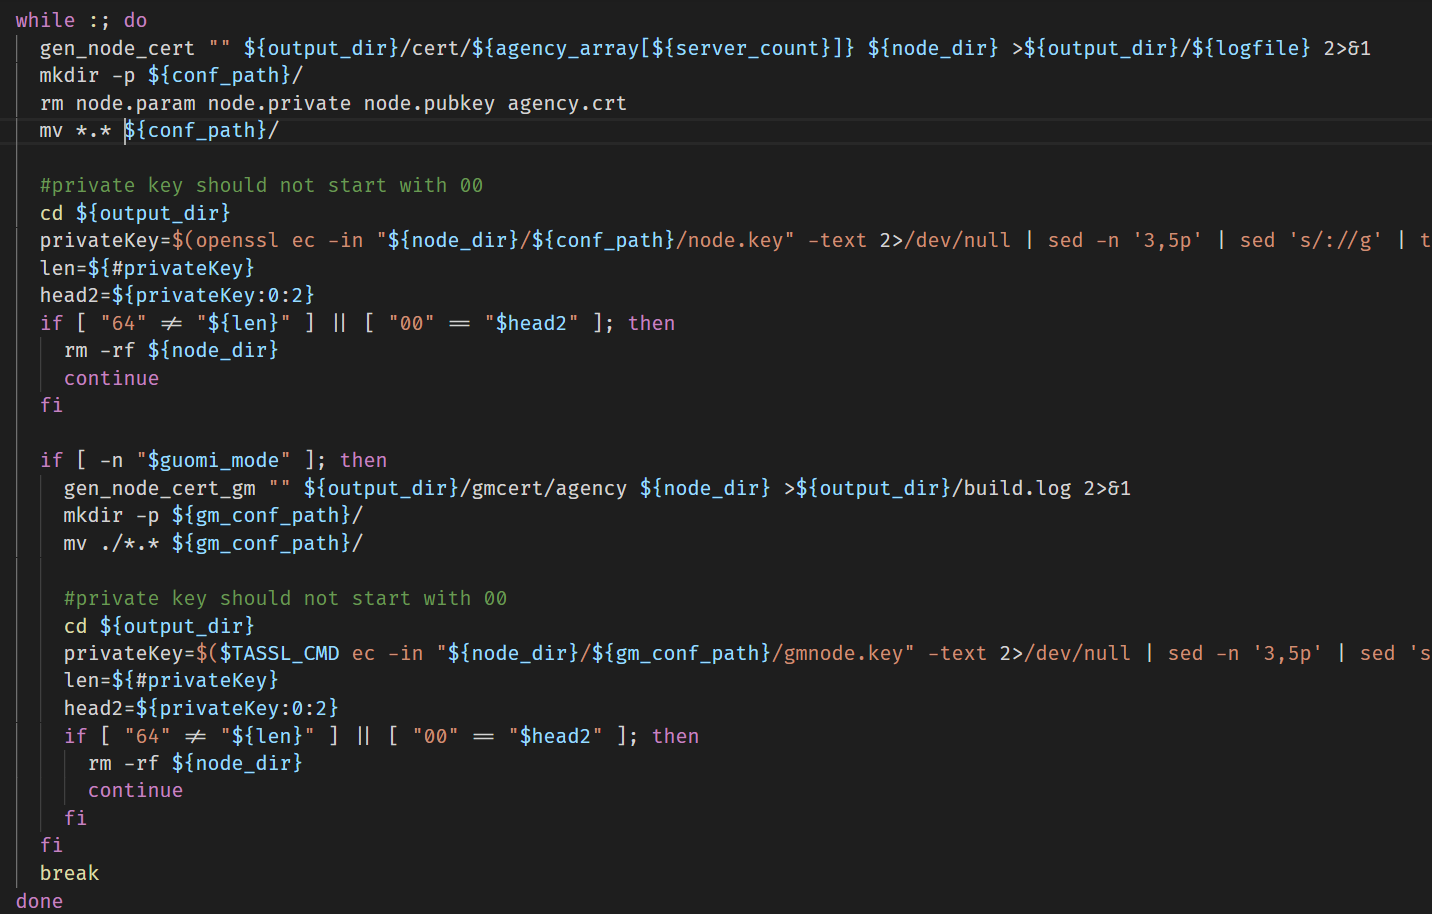 while :; do
gen_node_cert "" ${output_dir}/cert/${agency_array[${server_count}]} ${node_dir} >${output_dir}/${logfile} 2>&1
mkdir -p ${conf_path}/
rm node.param node.private node.pubkey agency.crt
mv *.* ${conf_path}/
#private key should not start with 00
cd ${output_dir}
privateKey=$(openssl ec -in "${node_dir}/${conf_path}/node.key" -text 2>/dev/null | sed -n '3,5p' | sed 's/://g' | t
len=${#privateKey}
head2=${privateKey:0:2}
if [ "64" != "${len}" ] || [ "00" == "$head2" ]; then
rm -rf ${node_dir}
continue
fi
if [ -n "$guomi_mode" ]; then
gen_node_cert_gm "" ${output_dir}/gmcert/agency ${node_dir} >${output_dir}/build.log 2>&1
mkdir -p ${gm_conf_path}/
mv ./*.* ${gm_conf_path}/
#private key should not start with 00
cd ${output_dir}
privateKey=$($TASSL_CMD ec -in "${node_dir}/${gm_conf_path}/gmnode.key" -text 2>/dev/null | sed -n '3,5p' | sed 's
len=${#privateKey}
head2=${privateKey:0:2}
if [ "64" != "${len}" ] || [ "00" == "$head2" ]; then
rm -rf ${node_dir}
continue
fi
fi
break
done